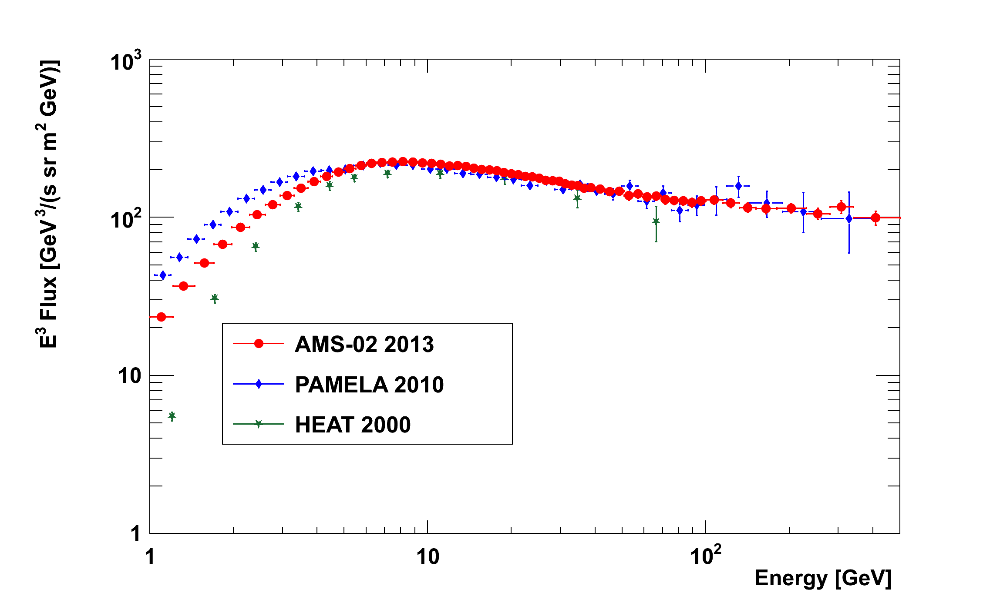 E³ Flux [GeV³/(s sr m² GeV)]
10³
10²
10
1
AMS-02 2013
PAMELA 2010
HEAT 2000
1
10
10²
Energy [GeV]